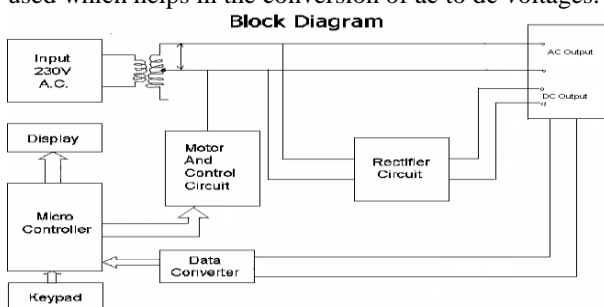 used which helps in the conversion of ac to dc voltages.
Block Diagram
Input
230V
A.C.
AC Output
DC Output
Display
Motor
And
Control
Circuit
Rectifier
Circuit
Micro
Controller
Data
Converter
Keypad